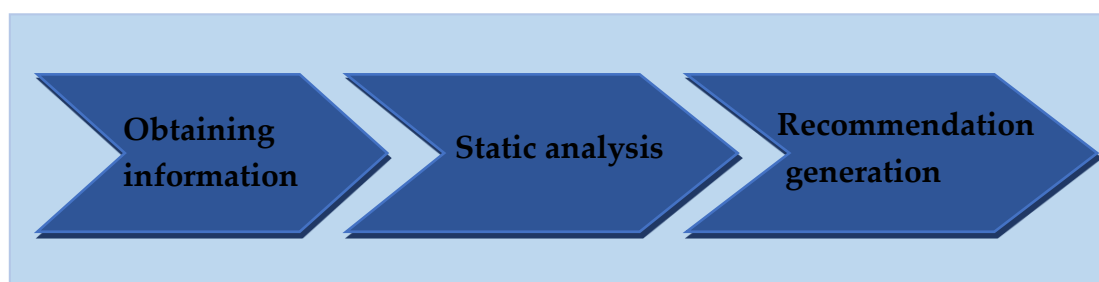 Obtaining
information
Static analysis
Recommendation
generation